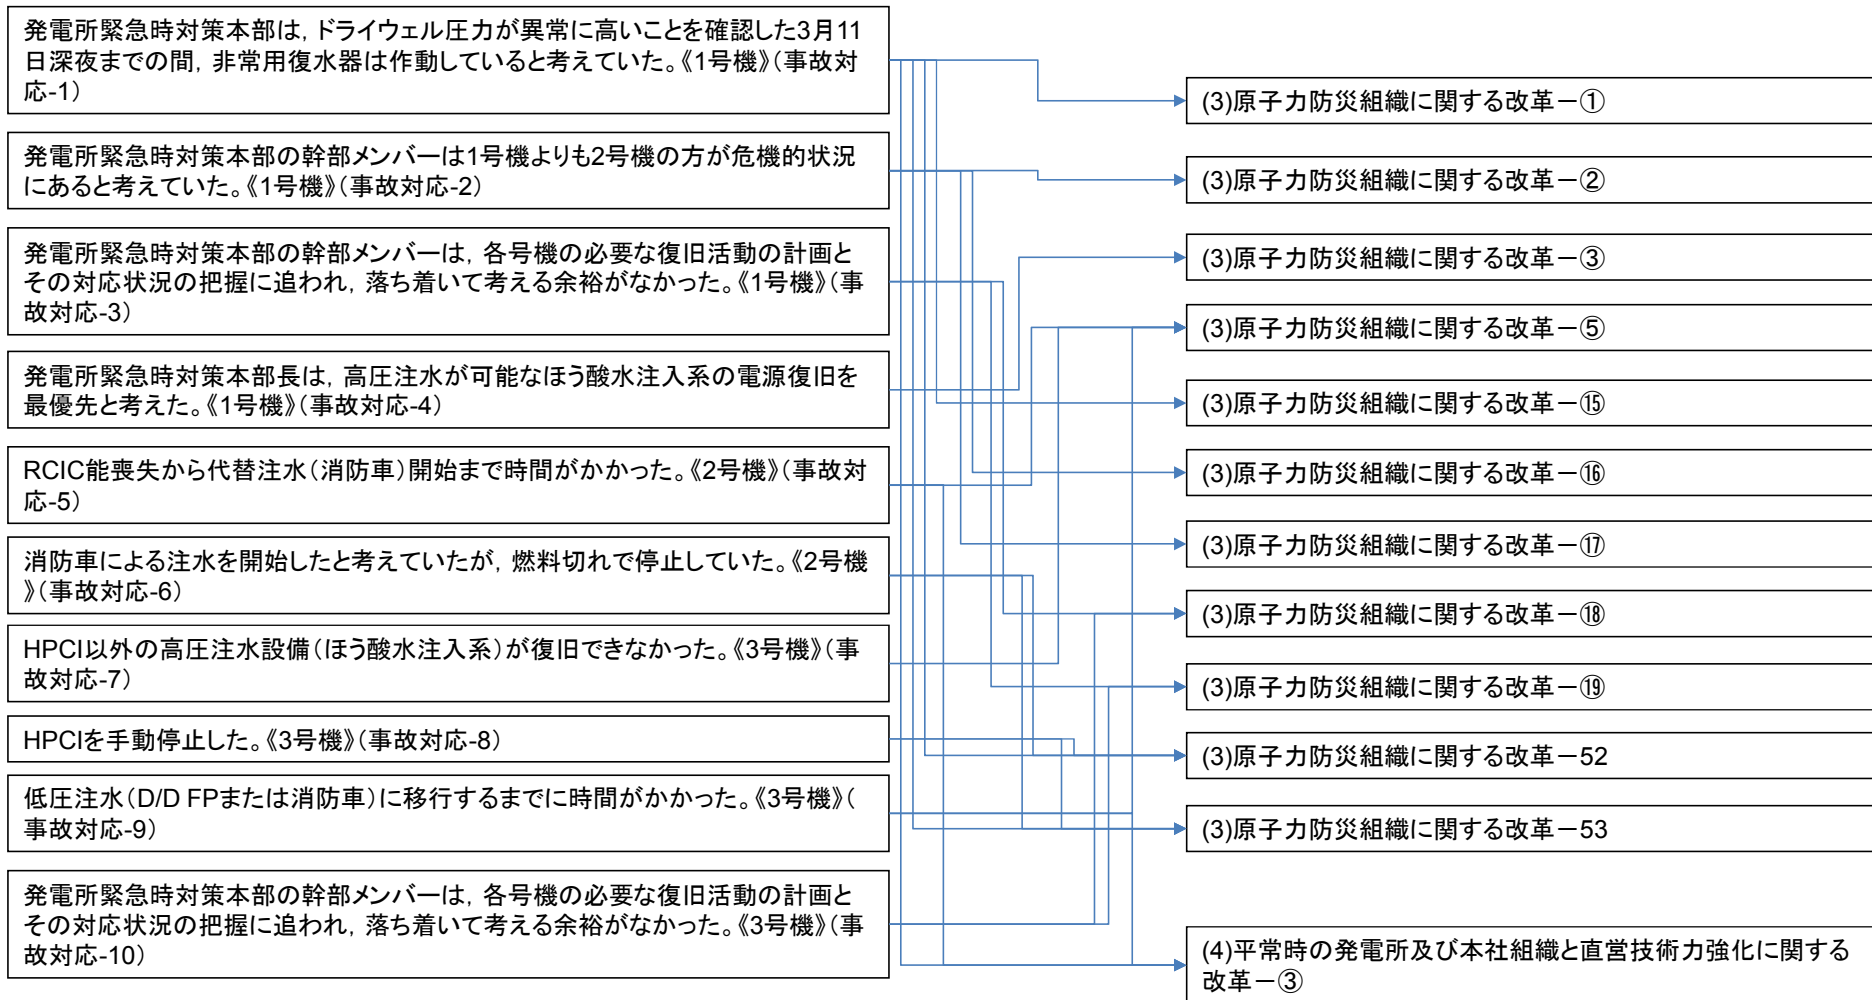 発電所緊急時対策本部は，ドライウェル圧力が異常に高いことを確認した3月11
日深夜までの間，非常用復水器は作動していると考えていた。《1号機》（事故対
応-1）
発電所緊急時対策本部の幹部メンバーは1号機よりも2号機の方が危機的状況
にあると考えていた。《1号機》（事故対応-2）
発電所緊急時対策本部の幹部メンバーは，各号機の必要な復旧活動の計画と
その対応状況の把握に追われ，落ち着いて考える余裕がなかった。《1号機》（事
故対応-3）
発電所緊急時対策本部長は，高圧注水が可能なほう酸水注入系の電源復旧を
最優先と考えた。《1号機》（事故対応-4）
RCIC能喪失から代替注水（消防車）開始まで時間がかかった。《2号機》（事故対
応-5）
消防車による注水を開始したと考えていたが，燃料切れで停止していた。《2号機
》（事故対応-6）
HPCI以外の高圧注水設備（ほう酸水注入系）が復旧できなかった。《3号機》（事
故対応-7）
HPCIを手動停止した。《3号機》（事故対応-8）
低圧注水（D/D FPまたは消防車）に移行するまでに時間がかかった。《3号機》（
事故対応-9）
発電所緊急時対策本部の幹部メンバーは，各号機の必要な復旧活動の計画と
その対応状況の把握に追われ，落ち着いて考える余裕がなかった。《3号機》（事
故対応-10）
(3)原子力防災組織に関する改革－①
(3)原子力防災組織に関する改革－②
(3)原子力防災組織に関する改革－③
(3)原子力防災組織に関する改革－⑤
(3)原子力防災組織に関する改革－⑮
(3)原子力防災組織に関する改革－⑯
(3)原子力防災組織に関する改革－⑰
(3)原子力防災組織に関する改革－⑱
(3)原子力防災組織に関する改革－⑲
(3)原子力防災組織に関する改革－52
(3)原子力防災組織に関する改革－53
(4)平常時の発電所及び本社組織と直営技術力強化に関する
改革－③